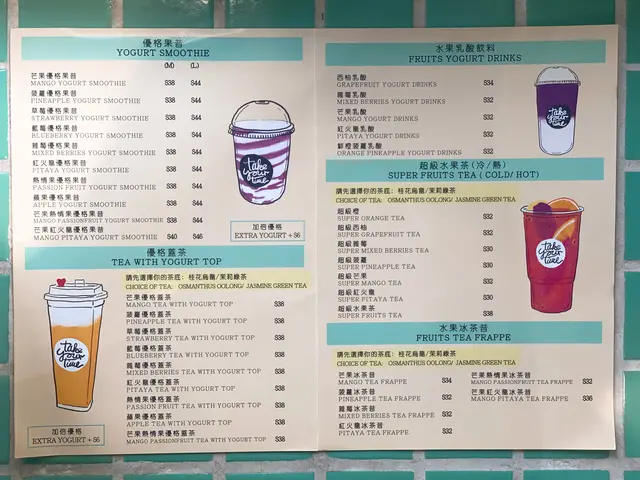 優格果昔
YOGURT SMOOTHIE
(M) (L)
芒果優格果昔
MANGO YOGURT SMOOTHIE $38 $44
菠蘿優格果昔
PINEAPPLE YOGURT SMOOTHIE $38 $44
草莓優格果昔
STRAWBERRY YOGURT SMOOTHIE $38 $44
藍莓優格果昔
BLUEBERRY YOGURT SMOOTHIE $38 $44
雜莓優格果昔
MIXED BERRIES YOGURT SMOOTHIE $38 $44
紅火龍優格果昔
PITAYA YOGURT SMOOTHIE $38 $44
熱情果優格果昔
PASSION FRUIT YOGURT SMOOTHIE $38 $44
蘋果優格果昔
APPLE YOGURT SMOOTHIE $38 $44
芒果熱情果優格果昔
MANGO PASSIONFRUIT YOGURT SMOOTHIE $38 $44
芒果紅火龍優格果昔
MANGO PITAYA YOGURT SMOOTHIE $40 $46
take your time
加倍優格
EXTRA YOGURT + $6
優格蓋茶
TEA WITH YOGURT TOP
請先選擇你的茶底: 桂花烏龍/茉莉綠茶
CHOICE OF TEA: OSMANTHUS OOLONG/ JASMINE GREEN TEA
芒果優格蓋茶
MANGO TEA WITH YOGURT TOP $38
菠蘿優格蓋茶
PINEAPPLE TEA WITH YOGURT TOP $38
草莓優格蓋茶
STRAWBERRY TEA WITH YOGURT TOP $38
藍莓優格蓋茶
BLUEBERRY TEA WITH YOGURT TOP $38
雜莓優格蓋茶
MIXED BERRIES TEA WITH YOGURT TOP $38
紅火龍優格蓋茶
PITAYA TEA WITH YOGURT TOP $38
熱情果優格蓋茶
PASSION FRUIT TEA WITH YOGURT TOP $38
蘋果優格蓋茶
APPLE TEA WITH YOGURT TOP $38
芒果熱情果優格蓋茶
MANGO PASSIONFRUIT TEA WITH YOGURT TOP $38
take your time
加倍優格
EXTRA YOGURT + $6
水果乳酸飲料
FRUITS YOGURT DRINKS
西柚乳酸
GRAPEFRUIT YOGURT DRINKS $34
雜莓乳酸
MIXED BERRIES YOGURT DRINKS $32
芒果乳酸
MANGO YOGURT DRINKS $32
紅火龍乳酸
PITAYA YOGURT DRINKS $32
鮮橙菠蘿乳酸
ORANGE PINEAPPLE YOGURT DRINKS $32
take your time
超級水果茶(冷/熱)
SUPER FRUITS TEA (COLD/ HOT)
請先選擇你的茶底: 桂花烏龍/茉莉綠茶
CHOICE OF TEA: OSMANTHUS OOLONG/ JASMINE GREEN TEA
超級橙
SUPER ORANGE TEA $32
超級西柚
SUPER GRAPEFRUIT TEA $32
超級雜莓
SUPER MIXED BERRIES TEA $30
超級菠蘿
SUPER PINEAPPLE TEA $30
超級芒果
SUPER MANGO TEA $32
超級紅火龍
SUPER PITAYA TEA $30
超級水果茶
SUPER FRUITS TEA $38
take your time
水果冰茶昔
FRUITS TEA FRAPPE
請先選擇你的茶底: 桂花烏龍/茉莉綠茶
CHOICE OF TEA: OSMANTHUS OOLONG/ JASMINE GREEN TEA
芒果冰茶昔
MANGO TEA FRAPPE $34
菠蘿冰茶昔
PINEAPPLE TEA FRAPPE $32
雜莓冰茶昔
MIXED BERRIES TEA FRAPPE $32
紅火龍冰茶昔
PITAYA TEA FRAPPE $32
芒果熱情果冰茶昔
MANGO PASSIONFRUIT TEA FRAPPE $32
芒果紅火龍冰茶昔
MANGO PITAYA TEA FRAPPE $36